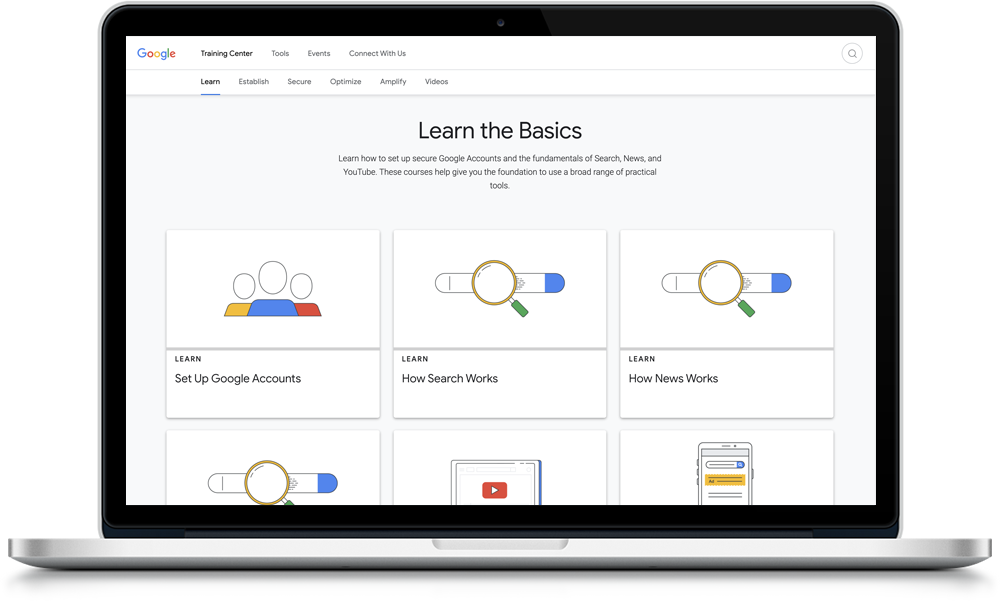 Google Training Center Tools Events Connect With Us
Learn Establish Secure Optimize Amplify Videos
Learn the Basics
Learn how to set up secure Google Accounts and the fundamentals of Search, News, and
YouTube. These courses help give you the foundation to use a broad range of practical
tools.
LEARN
Set Up Google Accounts
LEARN
How Search Works
LEARN
How News Works
Ad